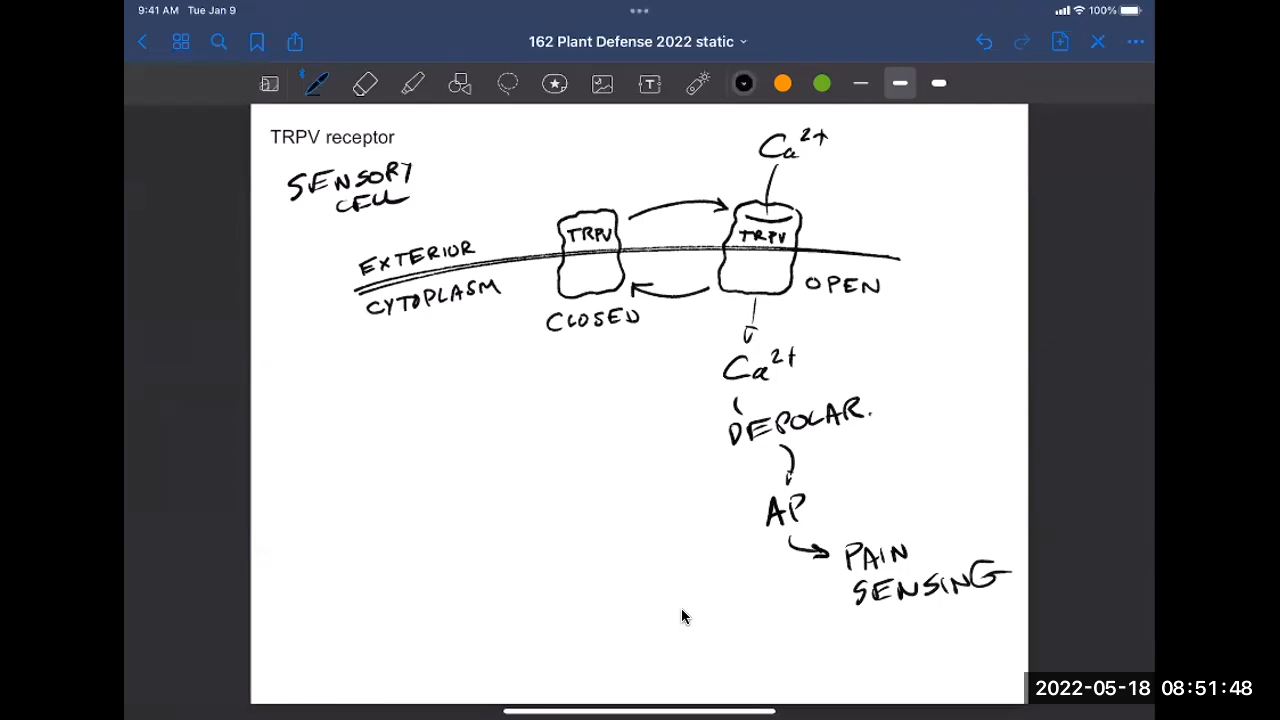 9:41 AM Tue Jan 9
100%
162 Plant Defense 2022 static
TRPV receptor
SENSORY
CELL
Ca2+
TRPV
TRPV
EXTERIOR
CYTOPLASM
OPEN
CLOSED
Ca2+
DEPOLAR.
AP
PAIN
SENSING
2022-05-18 08:51:48